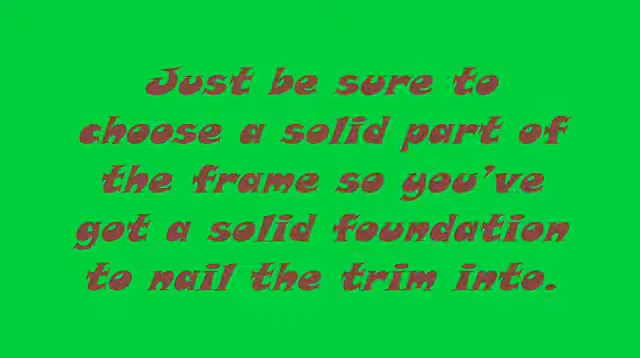 Just be sure to
choose a solid part of
the frame so you've
got a solid foundation
to nail the trim into.